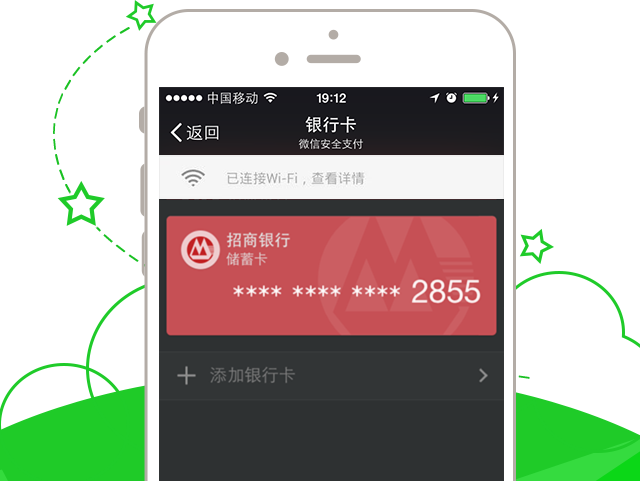 中国移动 19:12
返回 银行卡
微信安全支付
已连接Wi-Fi，查看详情
招商银行
储蓄卡
**** **** **** 2855
添加银行卡